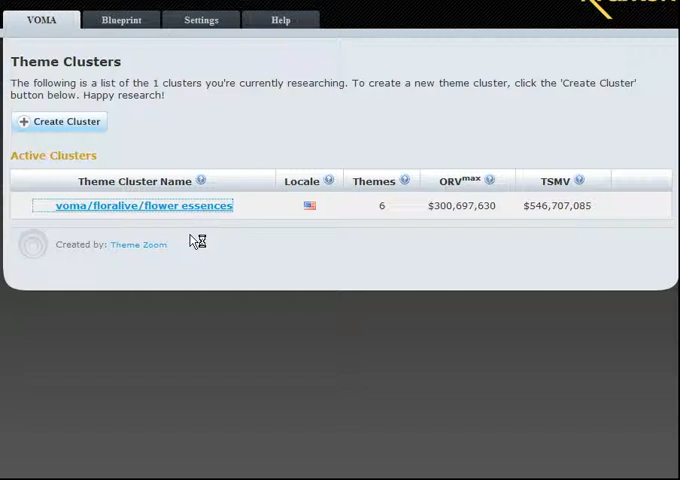 VOMA Blueprint Settings Help
Theme Clusters
The following is a list of the 1 clusters you're currently researching. To create a new theme cluster, click the 'Create Cluster'
button below. Happy research!
Create Cluster
Active Clusters
Theme Cluster Name Locale Themes ORVmax TSMV
voma/floralive/flower essences 6 $300,697,630 $546,707,085
Created by: Theme Zoom